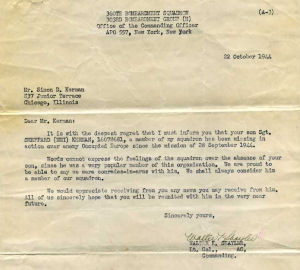 360TH BOMBARDMENT SQUADRON
303RD BOMBARDMENT GROUP (H)
Office of the Commanding Officer
APO 557, New York, New York
(A-3)
22 October 1944
Mr. Simon D. Kerman
837 Junior Terrace
Chicago, Illinois
Dear Mr. Kerman:
It is with the deepest regret that I must inform you that your son Sgt.
SHEPPARD (NMI) KERMAN, a member of my squadron has been missing in
action over enemy Occupied Europe since the mission of 28 September 1944.
Words cannot express the feelings of the squadron over the absence of your
son, since he was a very popular member of this organization. We are proud to
be able to say we were comrades-in-arms with him. We shall always consider him
a member of our squadron.
We would appreciate receiving from you any news you may receive from him.
All of us sincerely hope that you will be reunited with him in the very near
future.
Sincerely yours,
WALTER K. SHAYLER
Lt. Col., AC,
Commanding.